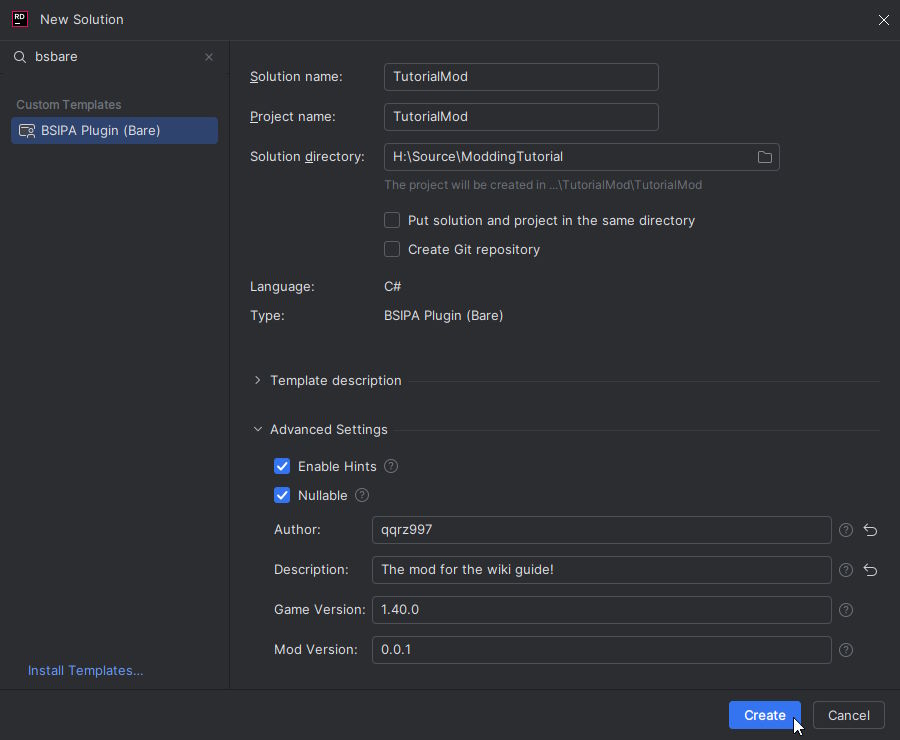 RD New Solution
bsbare
Custom Templates
BSIPA Plugin (Bare)
Install Templates...
Solution name: TutorialMod
Project name: TutorialMod
Solution directory: H:\Source\ModdingTutorial
The project will be created in ...\TutorialMod\TutorialMod
Put solution and project in the same directory
Create Git repository
Language: C#
Type: BSIPA Plugin (Bare)
Template description
Advanced Settings
Enable Hints ?
Nullable ?
Author: qqrz997 ?
Description: The mod for the wiki guide! ?
Game Version: 1.40.0 ?
Mod Version: 0.0.1 ?
Create Cancel